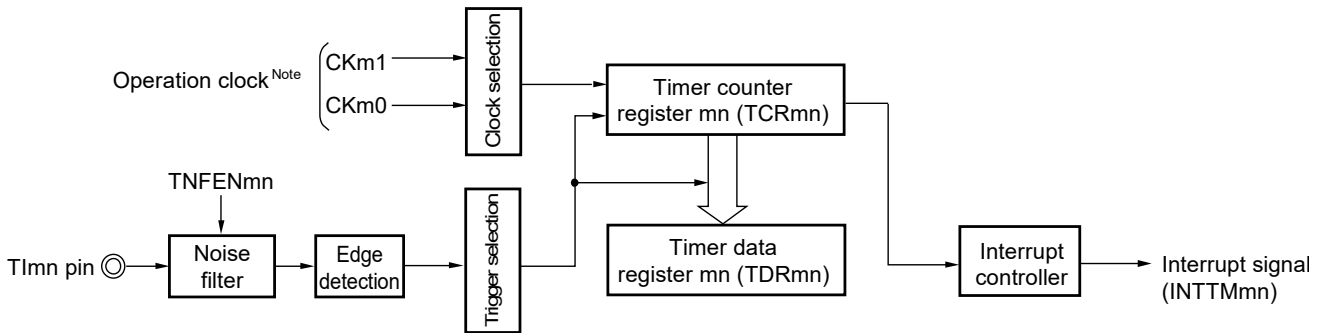 Operation clock Note
CKm1
CKm0
Clock selection
Timer counter
register mn (TCRmn)
TNFENmn
TImn pin
Noise
filter
Edge
detection
Trigger selection
Timer data
register mn (TDRmn)
Interrupt
controller
Interrupt signal
(INTTMmn)